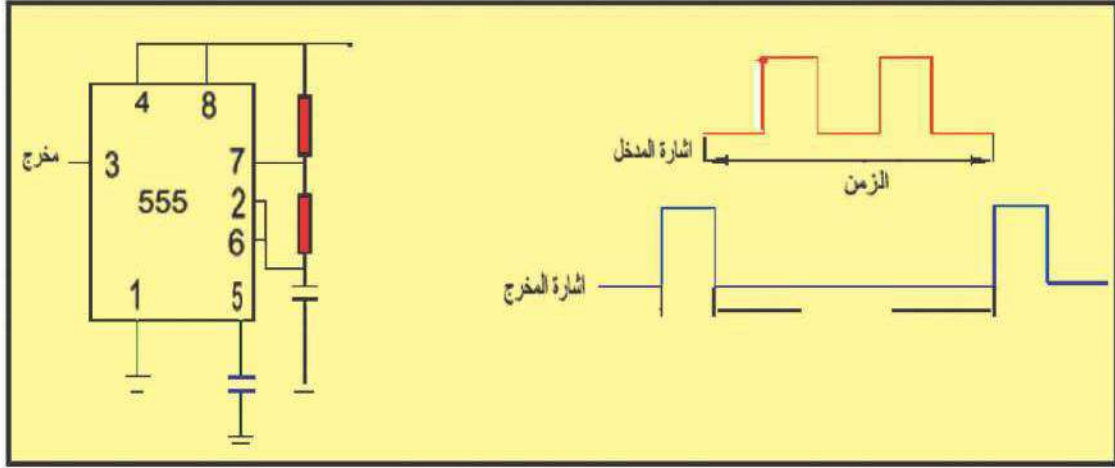 4 8
مخرج
3 7
555 2
6
1 5
اشارة المدخل
الزمن
اشارة المخرج